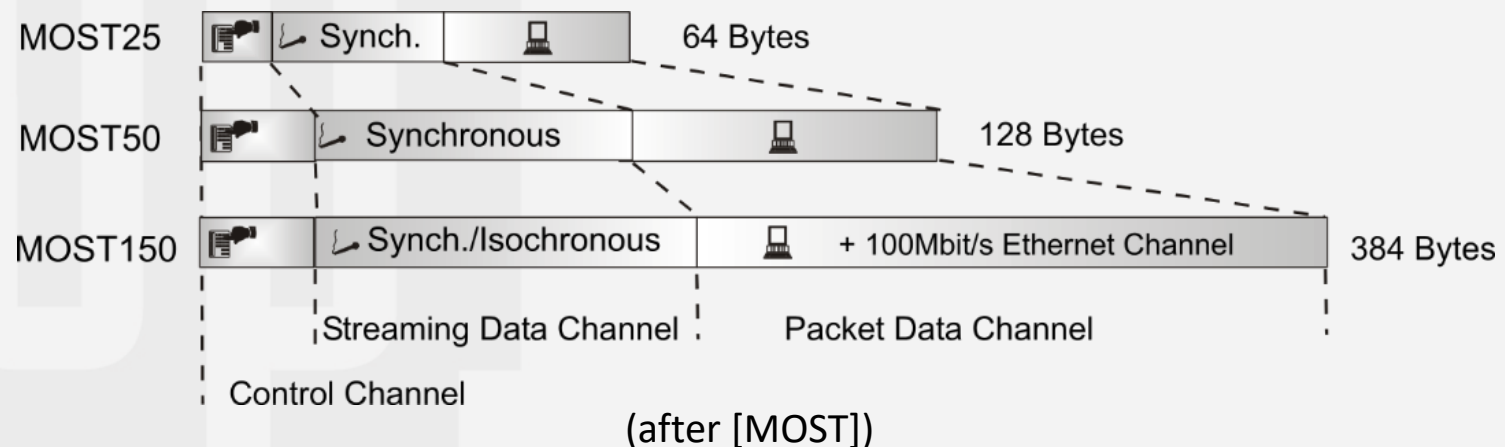 MOST25 Synch. 64 Bytes
MOST50 Synchronous 128 Bytes
MOST150 Synch./Isochronous + 100Mbit/s Ethernet Channel 384 Bytes
Streaming Data Channel Packet Data Channel
Control Channel
(after [MOST])